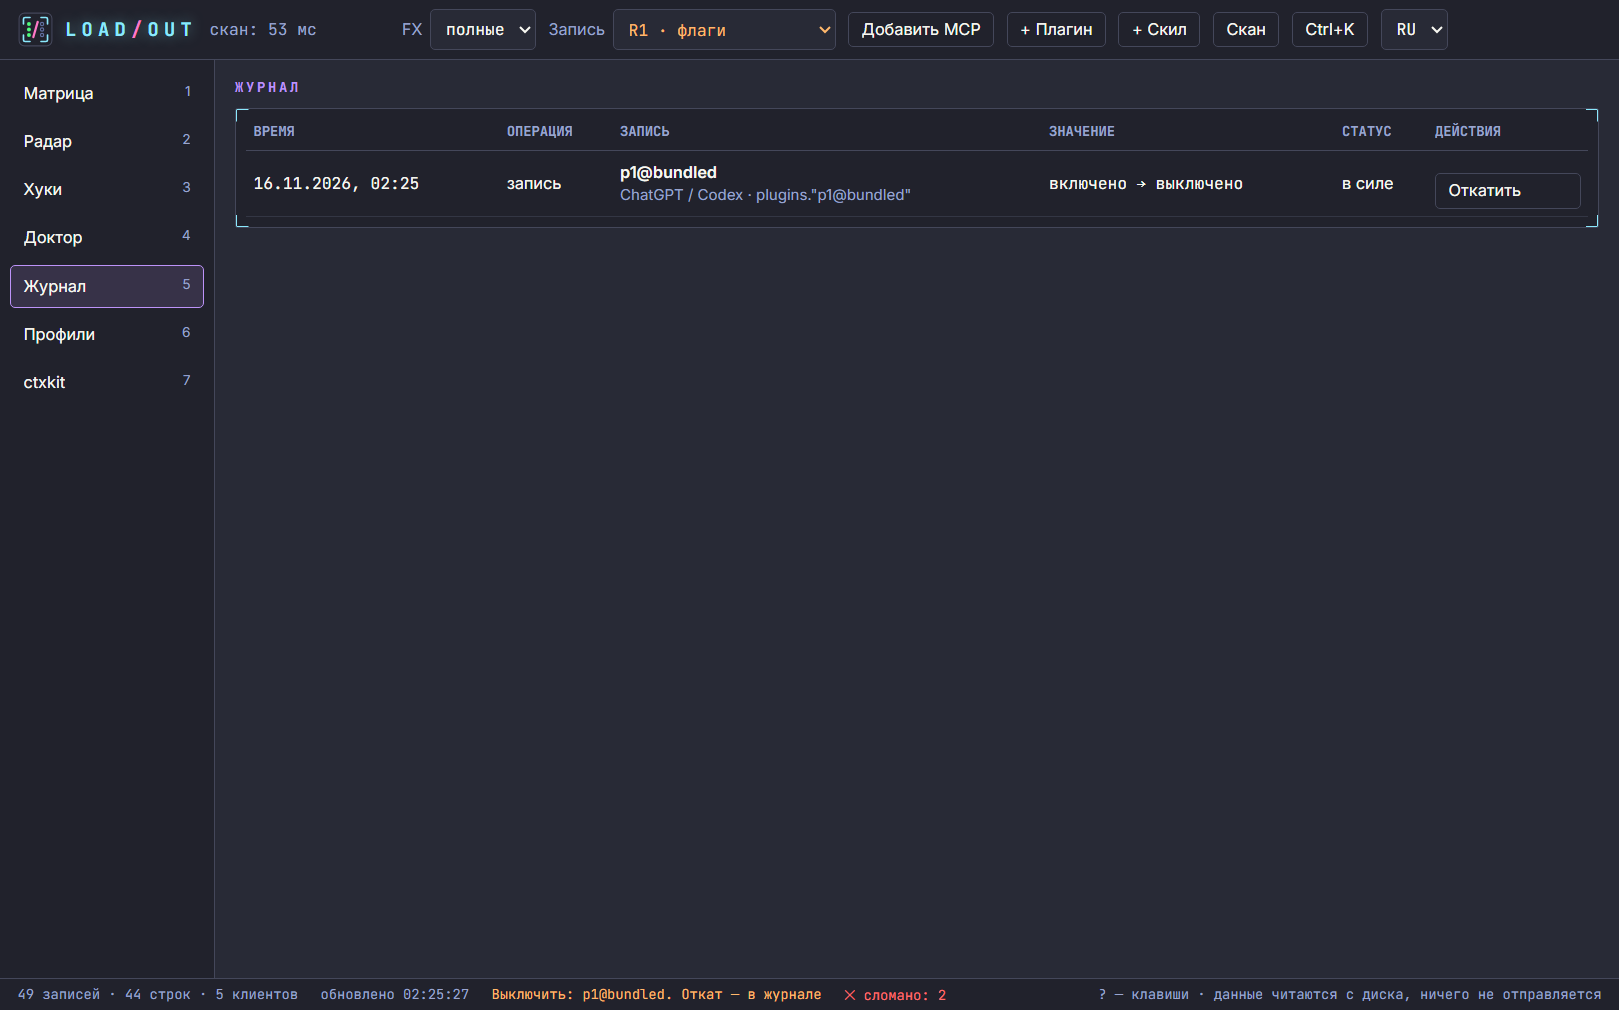 LOAD/OUT скан: 53 мс FX полные Запись R1 · флаги Добавить MCP + Плагин + Скил Скан Ctrl+K RU
Матрица 1
Радар 2
Хуки 3
Доктор 4
Журнал 5
Профили 6
ctxkit 7
ЖУРНАЛ
ВРЕМЯ ОПЕРАЦИЯ ЗАПИСЬ ЗНАЧЕНИЕ СТАТУС ДЕЙСТВИЯ
16.11.2026, 02:25 запись p1@bundled включено → выключено в силе Откатить
ChatGPT / Codex · plugins."p1@bundled"
49 записей · 44 строк · 5 клиентов обновлено 02:25:27 Выключить: p1@bundled. Откат — в журнале × сломано: 2 ? — клавиши · данные читаются с диска, ничего не отправляется